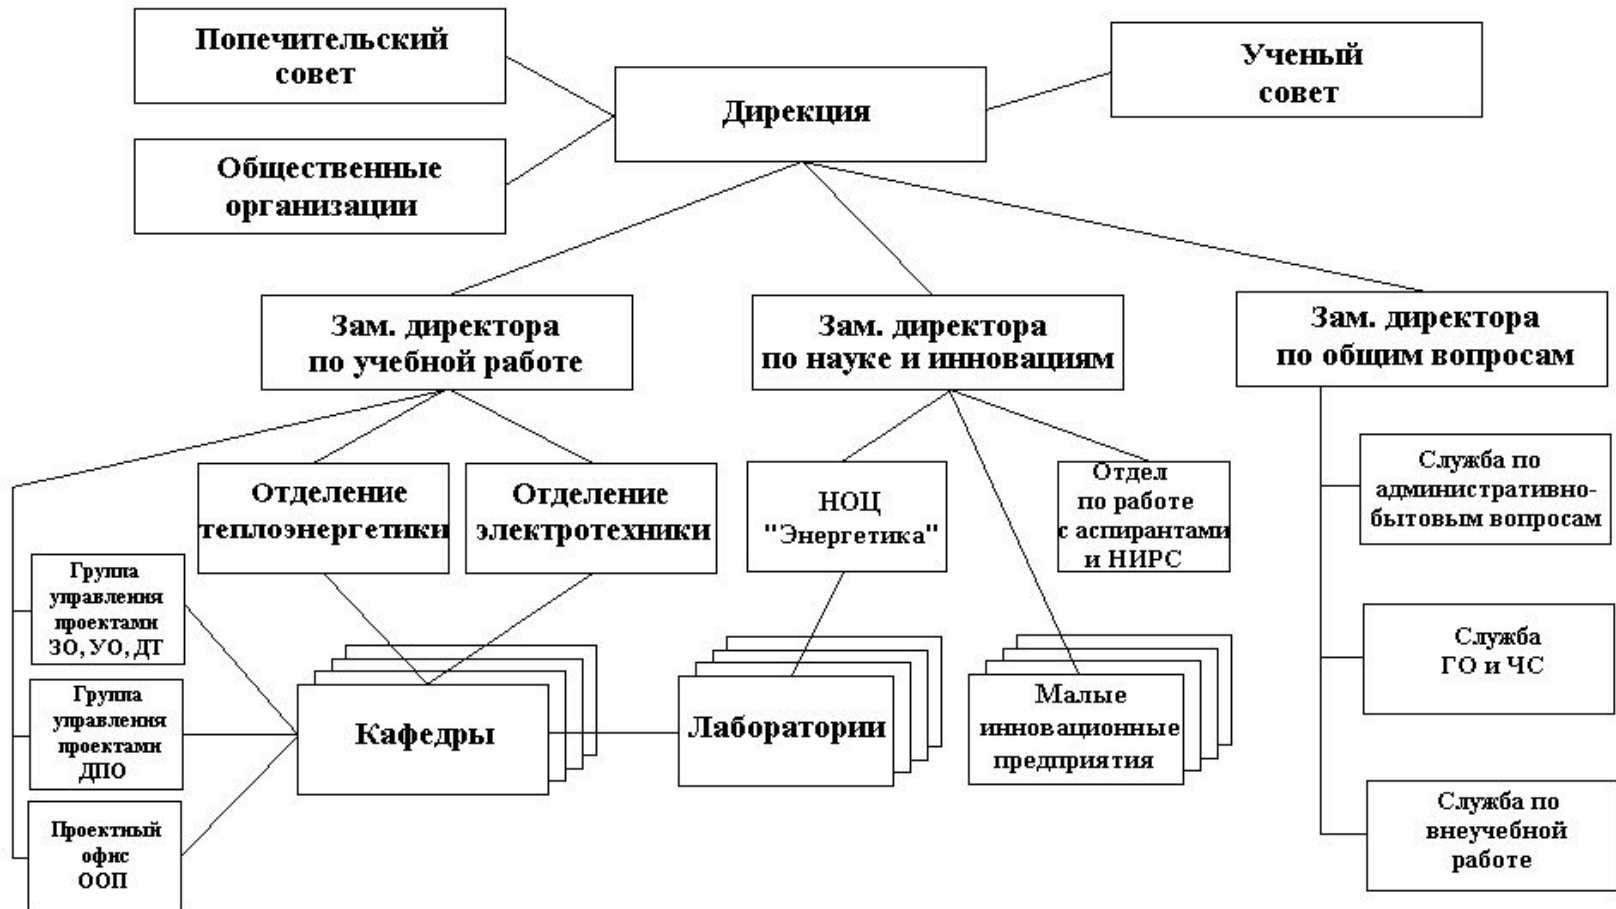 Попечительский
совет
Ученый
совет
Дирекция
Общественные
организации
Зам. директора
по учебной работе
Зам. директора
по науке и инновациям
Зам. директора
по общим вопросам
Отделение
теплоэнергетики
Отделение
электротехники
НОЦ
"Энергетика"
Отдел
по работе
с аспирантами
и НИРС
Служба по
административно-
бытовым вопросам
Группа
управления
проектами
ЗО, УО, ДТ
Служба
ГО и ЧС
Группа
управления
проектами
ДПО
Кафедры
Лаборатории
Малые
инновационные
предприятия
Проектный
офис
ООП
Служба по
внеучебной
работе